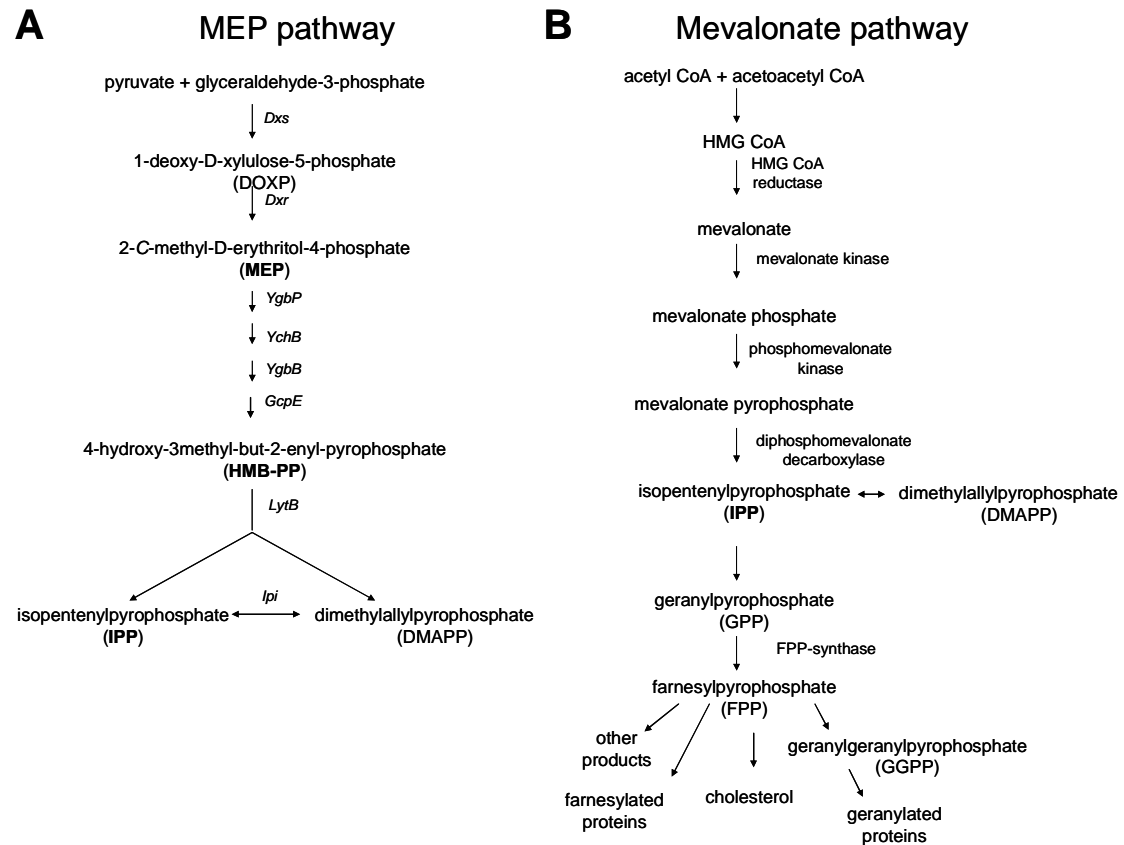 A
MEP pathway
pyruvate + glyceraldehyde-3-phosphate
Dxs
1-deoxy-D-xylulose-5-phosphate
(DOXP)
Dxr
2-C-methyl-D-erythritol-4-phosphate
(MEP)
YgbP
YchB
YgbB
GcpE
4-hydroxy-3methyl-but-2-enyl-pyrophosphate
(HMB-PP)
LytB
Ipi
isopentenylpyrophosphate
(IPP)
dimethylallylpyrophosphate
(DMAPP)
B
Mevalonate pathway
acetyl CoA + acetoacetyl CoA
HMG CoA
HMG CoA
reductase
mevalonate
mevalonate kinase
mevalonate phosphate
phosphomevalonate
kinase
mevalonate pyrophosphate
diphosphomevalonate
decarboxylase
isopentenylpyrophosphate
(IPP)
dimethylallylpyrophosphate
(DMAPP)
geranylpyrophosphate
(GPP)
FPP-synthase
farnesylpyrophosphate
(FPP)
other
products
farnesylated
proteins
cholesterol
geranylgeranylpyrophosphate
(GGPP)
geranylated
proteins